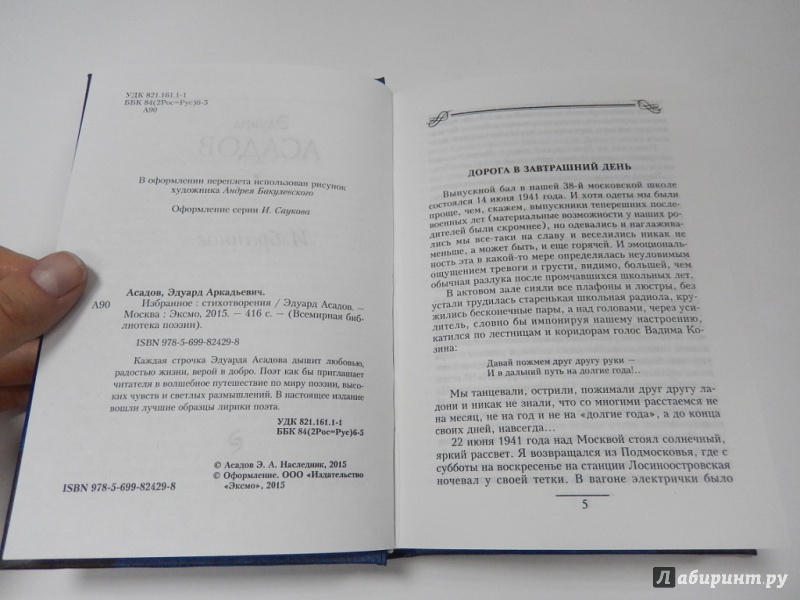 УДК 821.161.1-1
ББК 84(2Рос=Рус)6-5
А90
Эдуард
АСАДОВ
Избранное
В оформлении переплета использован рисунок
художника Андрея Бакулевского
Оформление серии И. Саукова
Асадов, Эдуард Аркадьевич.
А90 Избранное : стихотворения / Эдуард Асадов. —
Москва : Эксмо, 2015. — 416 с. — (Всемирная биб-
лиотека поэзии).
ISBN 978-5-699-82429-8
Каждая строчка Эдуарда Асадова дышит любовью,
радостью жизни, верой в добро. Поэт как бы приглашает
читателя в волшебное путешествие по миру поэзии, высо-
ких чувств и светлых размышлений. В настоящее издание
вошли лучшие образцы лирики поэта.
УДК 821.161.1-1
ББК 84(2Рос=Рус)6-5
© Асадов Э. А. Наследник, 2015
© Оформление. ООО «Издательство
«Эксмо», 2015
ISBN 978-5-699-82429-8
ДОРОГА В ЗАВТРАШНИЙ ДЕНЬ
Выпускной бал в нашей 38-й московской школе
состоялся 14 июня 1941 года. И хотя одеты мы были
проще, чем, скажем, выпускники теперешних после-
военных лет (материальные возможности у наших ро-
дителей были скромнее), но одевались и наглажива-
лись мы все-таки на славу и веселились никак не
меньше, а может быть, и еще горячей. И эмоциональ-
ность эта в какой-то мере определялась неуловимым
ощущением тревоги и грусти, видимо, большей, чем
обычная разлука после промчавшихся школьных лет.
В актовом зале сияли все плафоны и люстры, без
устали трудилась старенькая школьная радиола, кру-
жились бесконечные пары, а над головами, через уси-
литель, словно бы импонируя нашему настроению,
катился по лестницам и коридорам голос Вадима Ко-
зина:
Давай пожмем друг другу руки —
И в дальний путь на долгие года!..
Мы танцевали, острили, пожимали друг другу ла-
дони и никак не знали, что со многими расстаемся не
на месяц, не на год и не на «долгие года», а до конца
своих дней, навсегда...
22 июня 1941 года над Москвой стоял солнечный,
яркий рассвет. Я возвращался из Подмосковья, где с
субботы на воскресенье на станции Лосиноостровская
ночевал у своей тетки. В вагоне электрички было
5
Лабиринт.ру